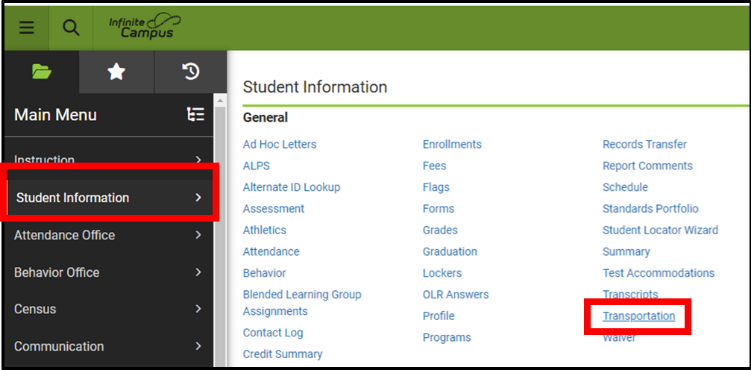 Infinite
Campus
Main Menu
Instruction
Student Information
Attendance Office
Behavior Office
Census
Communication
Student Information
General
Ad Hoc Letters
ALPS
Alternate ID Lookup
Assessment
Athletics
Attendance
Behavior
Blended Learning Group
Assignments
Contact Log
Credit Summary
Enrollments
Fees
Flags
Forms
Grades
Graduation
Lockers
OLR Answers
Profile
Programs
Records Transfer
Report Comments
Schedule
Standards Portfolio
Student Locator Wizard
Summary
Test Accommodations
Transcripts
Transportation
Waiver